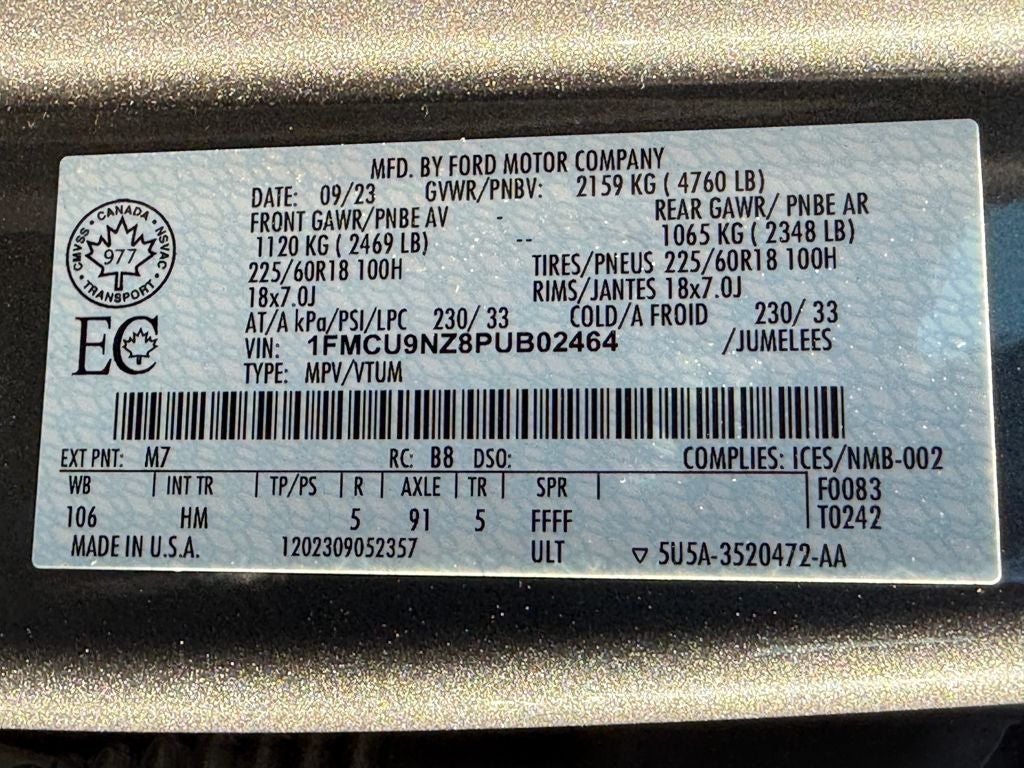 MFD. BY FORD MOTOR COMPANY
DATE: 09/23 GVWR/PNBV: 2159 KG ( 4760 LB)
FRONT GAWR/PNBE AV - REAR GAWR/ PNBE AR
1120 KG ( 2469 LB) -- 1065 KG ( 2348 LB)
225/60R18 100H TIRES/PNEUS 225/60R18 100H
18x7.0J RIMS/JANTES 18x7.0J
AT/A kPa/PSI/LPC 230/ 33 COLD/A FROID 230/ 33
VIN: 1FMCU9NZ8PUB02464 /JUMELEES
TYPE: MPV/VTUM
CMVSS · CANADA · NSVAC · TRANSPORT ·
977
EC
EXT PNT: M7 RC: B8 DSO: COMPLIES: ICES/NMB-002
WB | INT TR | TP/PS | R | AXLE | TR | SPR | F0083
106 HM 5 91 5 FFFF T0242
MADE IN U.S.A. 1202309052357 ULT ▽ 5U5A-3520472-AA